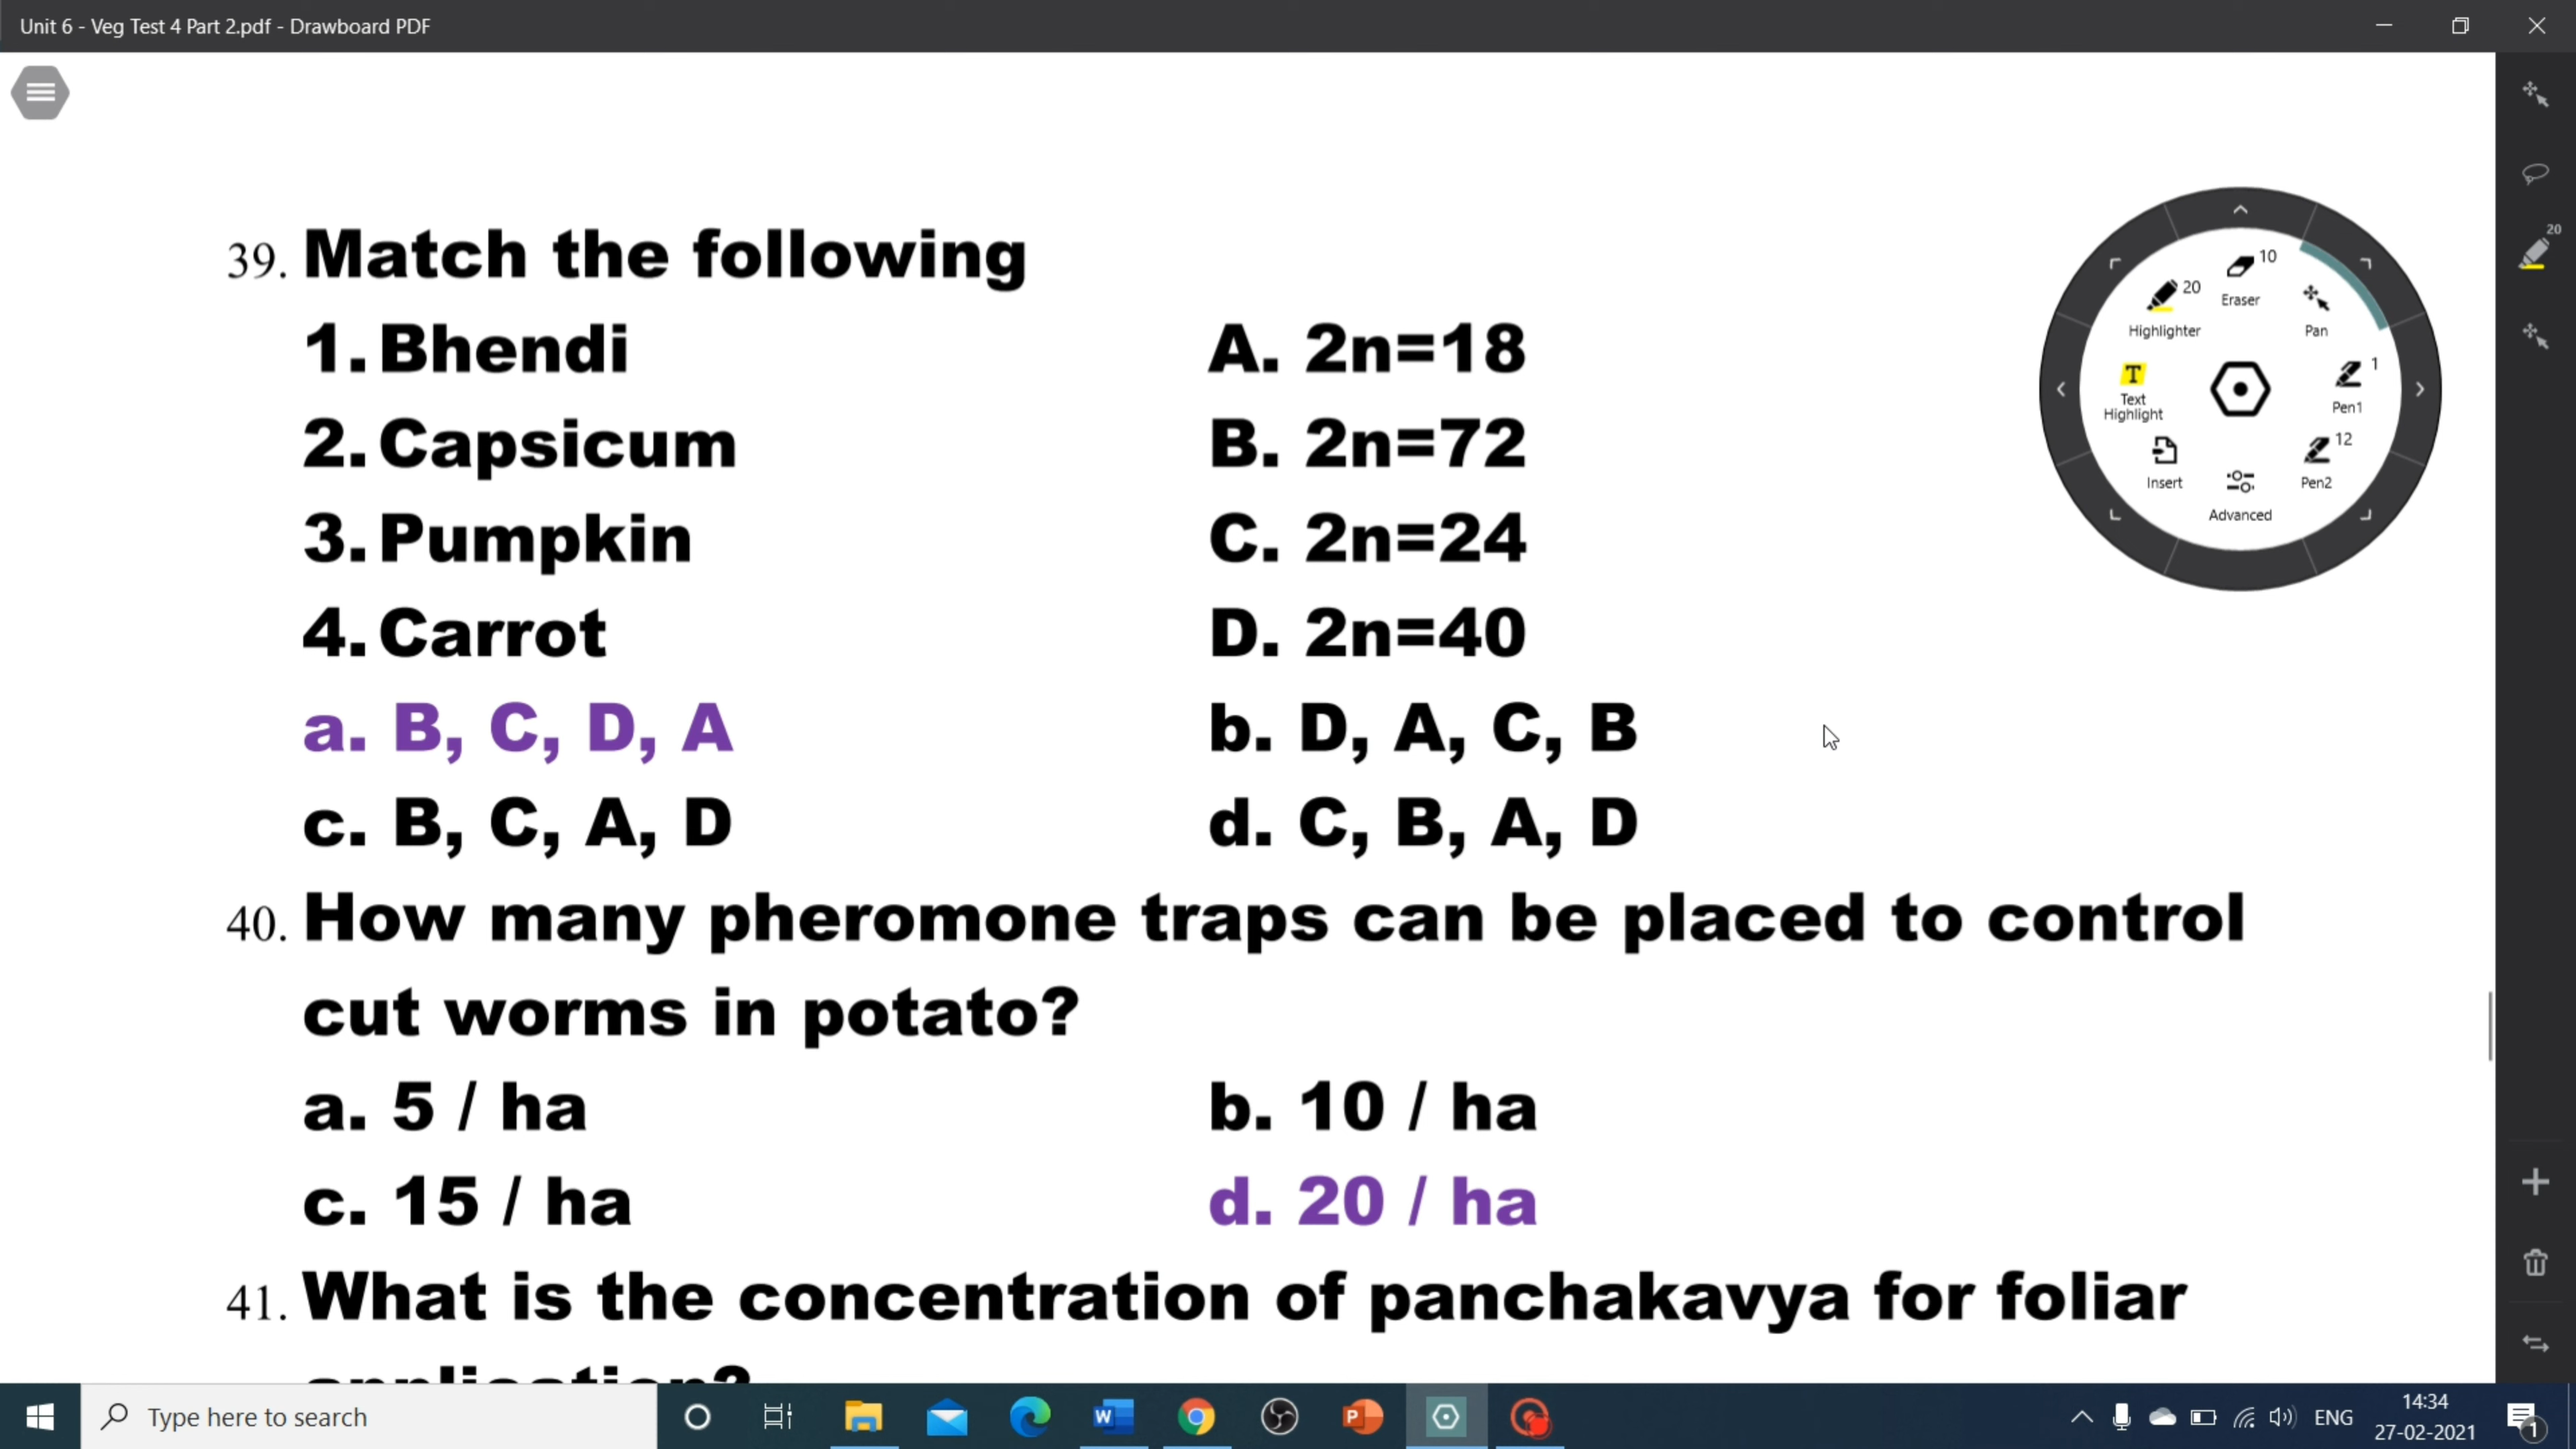 Unit 6 - Veg Test 4 Part 2.pdf - Drawboard PDF
39. Match the following
1. Bhendi A. 2n=18
2. Capsicum B. 2n=72
3. Pumpkin C. 2n=24
4. Carrot D. 2n=40
a. B, C, D, A b. D, A, C, B
c. B, C, A, D d. C, B, A, D
40. How many pheromone traps can be placed to control
cut worms in potato?
a. 5 / ha b. 10 / ha
c. 15 / ha d. 20 / ha
41. What is the concentration of panchakavya for foliar
application?
10
Eraser
20
Highlighter
Pan
T
Text
Highlight
1
Pen1
Insert
12
Pen2
Advanced
20
Type here to search
W
P
ENG
14:34
27-02-2021
1